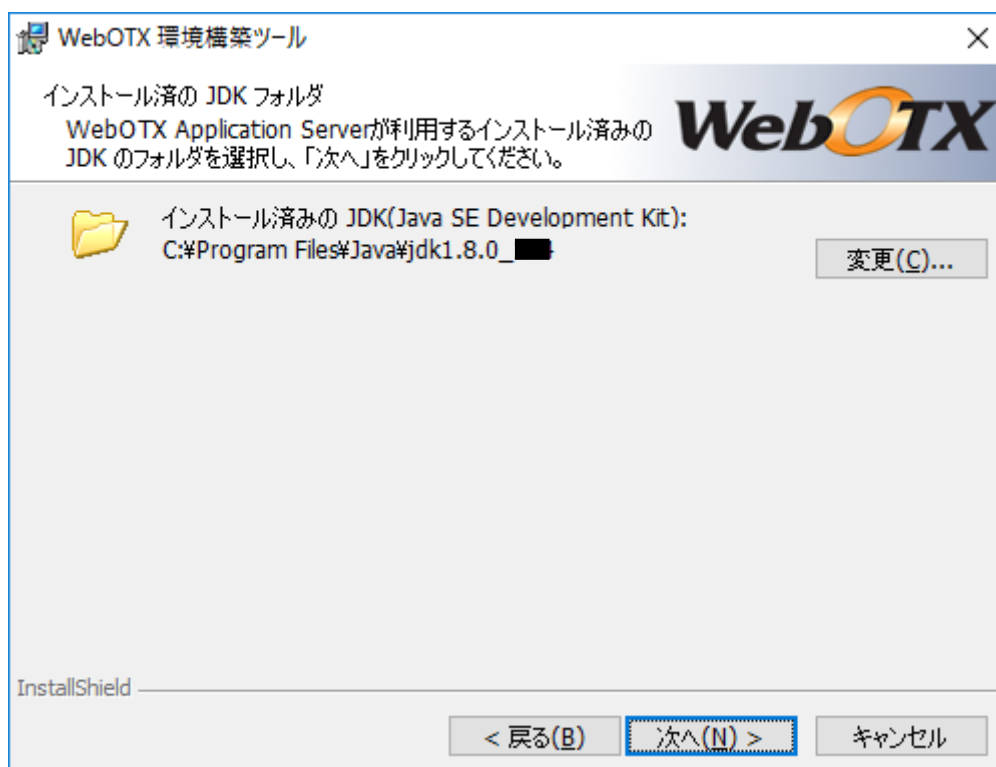 WebOTX 環境構築ツール
インストール済の JDK フォルダ
WebOTX Application Serverが利用するインストール済みの
JDK のフォルダを選択し、「次へ」をクリックしてください。
WebOTX
インストール済みの JDK(Java SE Development Kit):
C:¥Program Files¥Java¥jdk1.8.0_
変更(C)...
InstallShield
< 戻る(B)
次へ(N) >
キャンセル